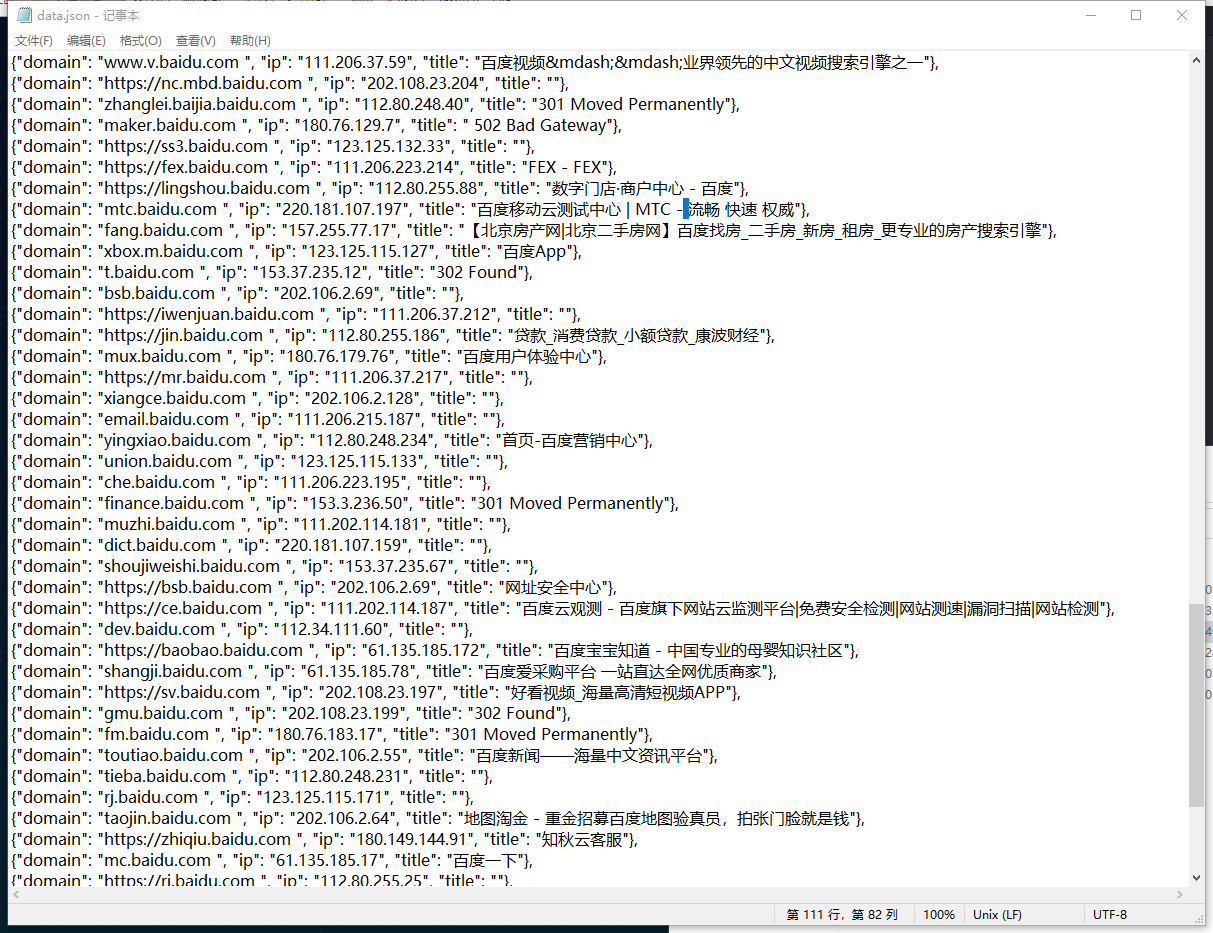 data.json - 记事本
文件(F) 编辑(E) 格式(O) 查看(V) 帮助(H)
{"domain": "www.v.baidu.com ", "ip": "111.206.37.59", "title": "百度视频&mdash;&mdash;业界领先的中文视频搜索引擎之一"},
{"domain": "https://nc.mbd.baidu.com ", "ip": "202.108.23.204", "title": ""},
{"domain": "zhanglei.baijia.baidu.com ", "ip": "112.80.248.40", "title": "301 Moved Permanently"},
{"domain": "maker.baidu.com ", "ip": "180.76.129.7", "title": " 502 Bad Gateway"},
{"domain": "https://ss3.baidu.com ", "ip": "123.125.132.33", "title": ""},
{"domain": "https://fex.baidu.com ", "ip": "111.206.223.214", "title": "FEX - FEX"},
{"domain": "https://lingshou.baidu.com ", "ip": "112.80.255.88", "title": "数字门店·商户中心 - 百度"},
{"domain": "mtc.baidu.com ", "ip": "220.181.107.197", "title": "百度移动云测试中心 | MTC - 流畅 快速 权威"},
{"domain": "fang.baidu.com ", "ip": "157.255.77.17", "title": "【北京房产网|北京二手房网】百度找房_二手房_新房_租房_更专业的房产搜索引擎"},
{"domain": "xbox.m.baidu.com ", "ip": "123.125.115.127", "title": "百度App"},
{"domain": "t.baidu.com ", "ip": "153.37.235.12", "title": "302 Found"},
{"domain": "bsb.baidu.com ", "ip": "202.106.2.69", "title": ""},
{"domain": "https://iwenjuan.baidu.com ", "ip": "111.206.37.212", "title": ""},
{"domain": "https://jin.baidu.com ", "ip": "112.80.255.186", "title": "贷款_消费贷款_小额贷款_康波财经"},
{"domain": "mux.baidu.com ", "ip": "180.76.179.76", "title": "百度用户体验中心"},
{"domain": "https://mr.baidu.com ", "ip": "111.206.37.217", "title": ""},
{"domain": "xiangce.baidu.com ", "ip": "202.106.2.128", "title": ""},
{"domain": "email.baidu.com ", "ip": "111.206.215.187", "title": ""},
{"domain": "yingxiao.baidu.com ", "ip": "112.80.248.234", "title": "首页-百度营销中心"},
{"domain": "union.baidu.com ", "ip": "123.125.115.133", "title": ""},
{"domain": "che.baidu.com ", "ip": "111.206.223.195", "title": ""},
{"domain": "finance.baidu.com ", "ip": "153.3.236.50", "title": "301 Moved Permanently"},
{"domain": "muzhi.baidu.com ", "ip": "111.202.114.181", "title": ""},
{"domain": "dict.baidu.com ", "ip": "220.181.107.159", "title": ""},
{"domain": "shoujiweishi.baidu.com ", "ip": "153.37.235.67", "title": ""},
{"domain": "https://bsb.baidu.com ", "ip": "202.106.2.69", "title": "网址安全中心"},
{"domain": "https://ce.baidu.com ", "ip": "111.202.114.187", "title": "百度云观测 - 百度旗下网站云监测平台|免费安全检测|网站测速|漏洞扫描|网站检测"},
{"domain": "dev.baidu.com ", "ip": "112.34.111.60", "title": ""},
{"domain": "https://baobao.baidu.com ", "ip": "61.135.185.172", "title": "百度宝宝知道 - 中国专业的母婴知识社区"},
{"domain": "shangji.baidu.com ", "ip": "61.135.185.78", "title": "百度爱采购平台 一站直达全网优质商家"},
{"domain": "https://sv.baidu.com ", "ip": "202.108.23.197", "title": "好看视频_海量高清短视频APP"},
{"domain": "gmu.baidu.com ", "ip": "202.108.23.199", "title": "302 Found"},
{"domain": "fm.baidu.com ", "ip": "180.76.183.17", "title": "301 Moved Permanently"},
{"domain": "toutiao.baidu.com ", "ip": "202.106.2.55", "title": "百度新闻——海量中文资讯平台"},
{"domain": "tieba.baidu.com ", "ip": "112.80.248.231", "title": ""},
{"domain": "rj.baidu.com ", "ip": "123.125.115.171", "title": ""},
{"domain": "taojin.baidu.com ", "ip": "202.106.2.64", "title": "地图淘金 - 重金招募百度地图验真员，拍张门脸就是钱"},
{"domain": "https://zhiqiu.baidu.com ", "ip": "180.149.144.91", "title": "知秋云客服"},
{"domain": "mc.baidu.com ", "ip": "61.135.185.17", "title": "百度一下"},
{"domain": "https://rj.baidu.com ", "ip": "112.80.255.25", "title": ""},
第 111 行，第 82 列 100% Unix (LF) UTF-8